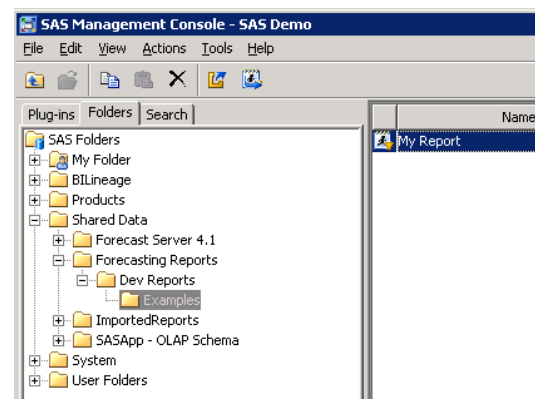 SAS Management Console - SAS Demo
File Edit View Actions Tools Help
Plug-ins Folders Search
Name
SAS Folders
My Report
My Folder
BILineage
Products
Shared Data
Forecast Server 4.1
Forecasting Reports
Dev Reports
Examples
ImportedReports
SASApp - OLAP Schema
System
User Folders